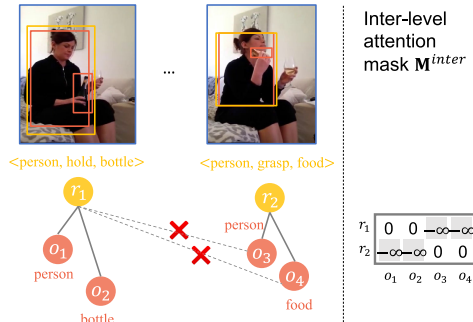 ...
<person, hold, bottle>
<person, grasp, food>
r1
r2
person
o1
o2
o3
o4
person
bottle
food
Inter-level
attention
mask M^inter
r1 0 0 −∞ −∞
r2 −∞ −∞ 0 0
o1 o2 o3 o4